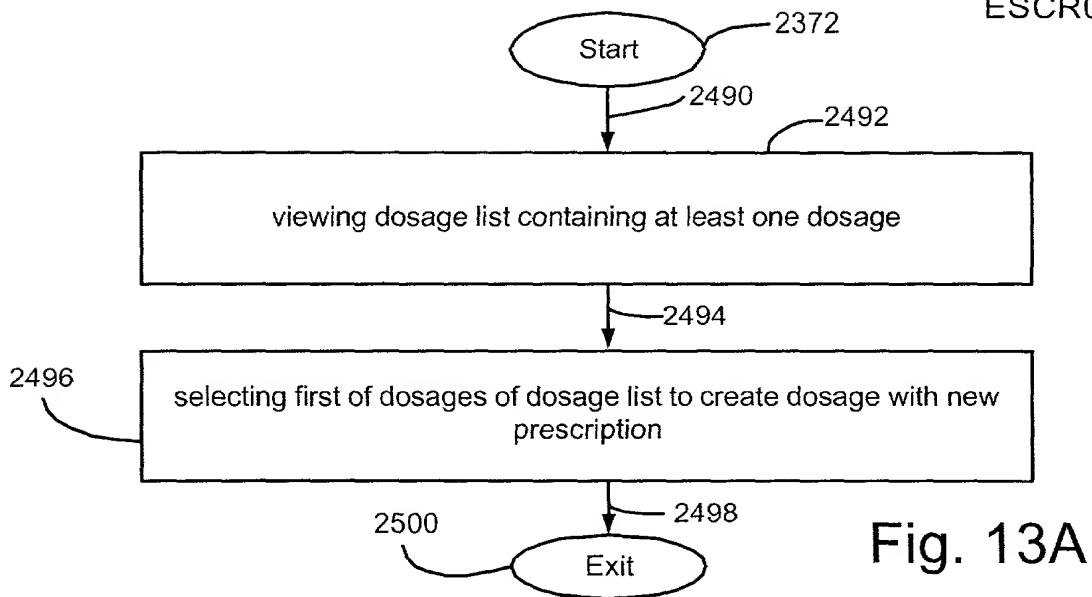 ESCR0
Start
2372
2490
2492
viewing dosage list containing at least one dosage
2494
2496
selecting first of dosages of dosage list to create dosage with new
prescription
2498
2500
Exit
Fig. 13A